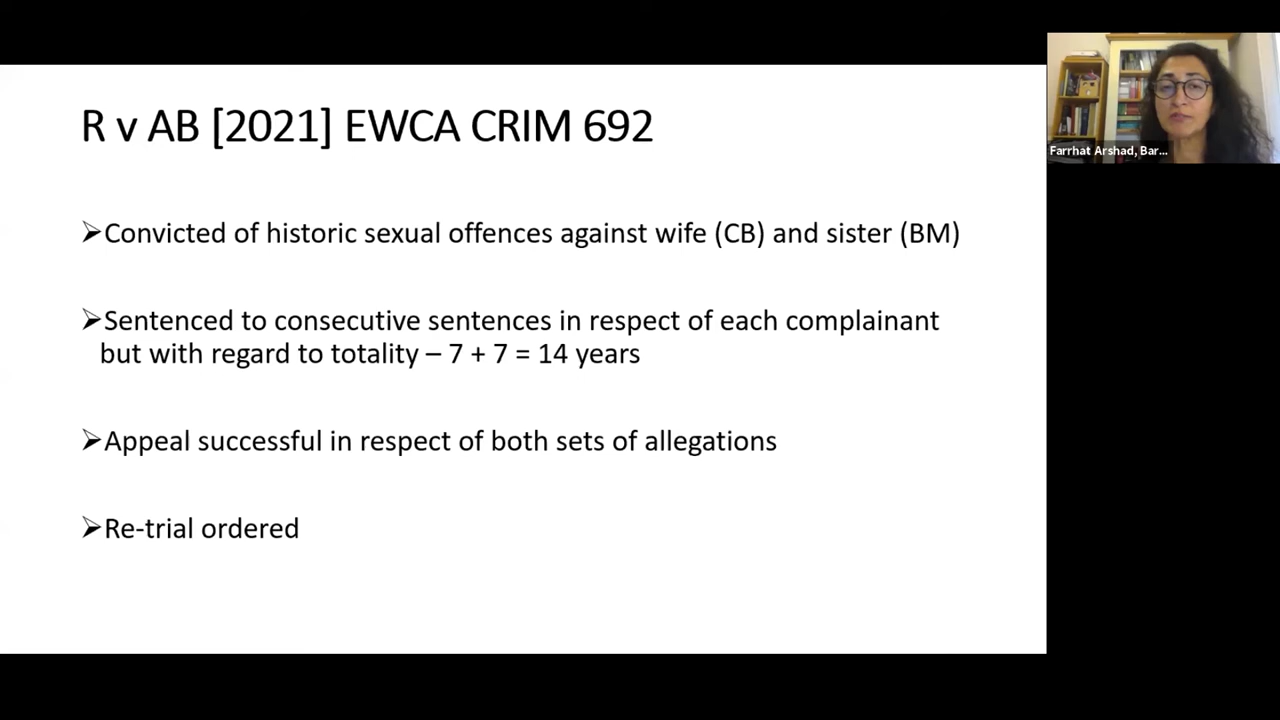 R v AB [2021] EWCA CRIM 692
➢Convicted of historic sexual offences against wife (CB) and sister (BM)
➢Sentenced to consecutive sentences in respect of each complainant
but with regard to totality – 7 + 7 = 14 years
➢Appeal successful in respect of both sets of allegations
➢Re-trial ordered
Farrhat Arshad, Bar...